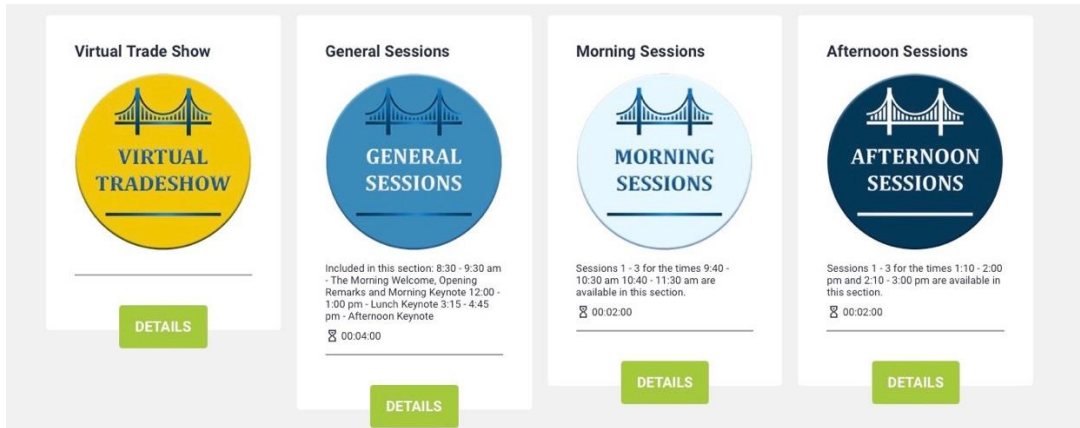 Virtual Trade Show
VIRTUAL
TRADESHOW
DETAILS
General Sessions
GENERAL
SESSIONS
Included in this section: 8:30 - 9:30 am
- The Morning Welcome, Opening
Remarks and Morning Keynote 12:00 -
1:00 pm - Lunch Keynote 3:15 - 4:45
pm - Afternoon Keynote
00:04:00
DETAILS
Morning Sessions
MORNING
SESSIONS
Sessions 1 - 3 for the times 9:40 -
10:30 am 10:40 - 11:30 am are
available in this section.
00:02:00
DETAILS
Afternoon Sessions
AFTERNOON
SESSIONS
Sessions 1 - 3 for the times 1:10 - 2:00
pm and 2:10 - 3:00 pm are available in
this section.
00:02:00
DETAILS